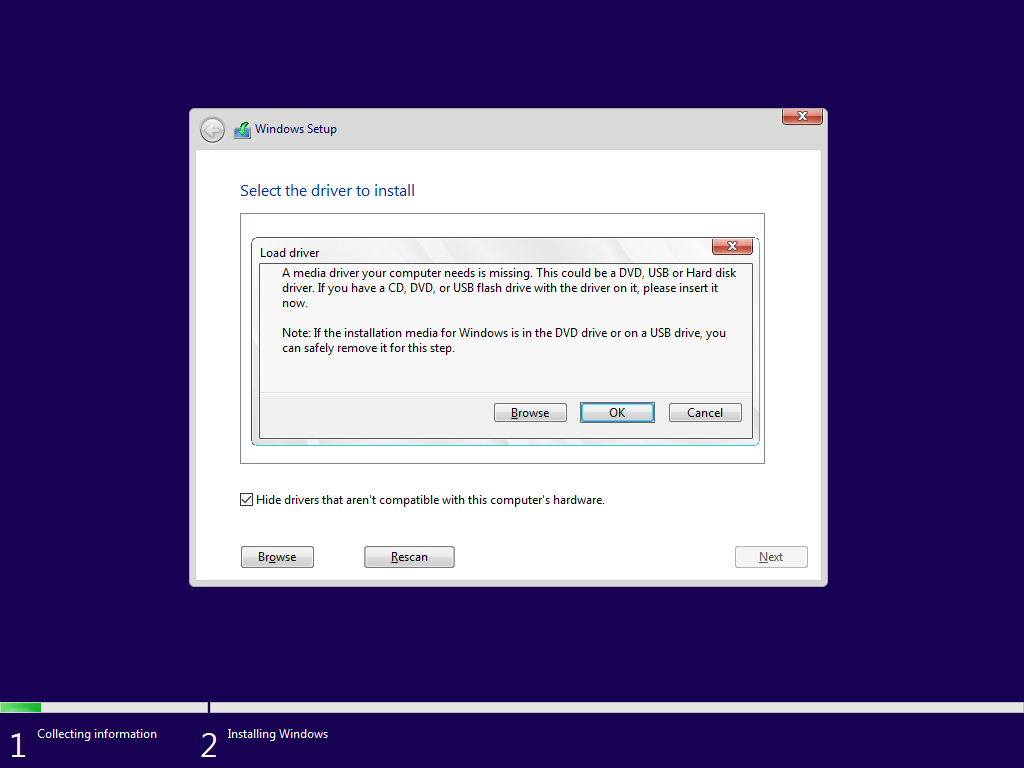 Windows Setup
Select the driver to install
Load driver
A media driver your computer needs is missing. This could be a DVD, USB or Hard disk
driver. If you have a CD, DVD, or USB flash drive with the driver on it, please insert it
now.
Note: If the installation media for Windows is in the DVD drive or on a USB drive, you
can safely remove it for this step.
Browse OK Cancel
Hide drivers that aren't compatible with this computer's hardware.
Browse Rescan Next
1 Collecting information 2 Installing Windows